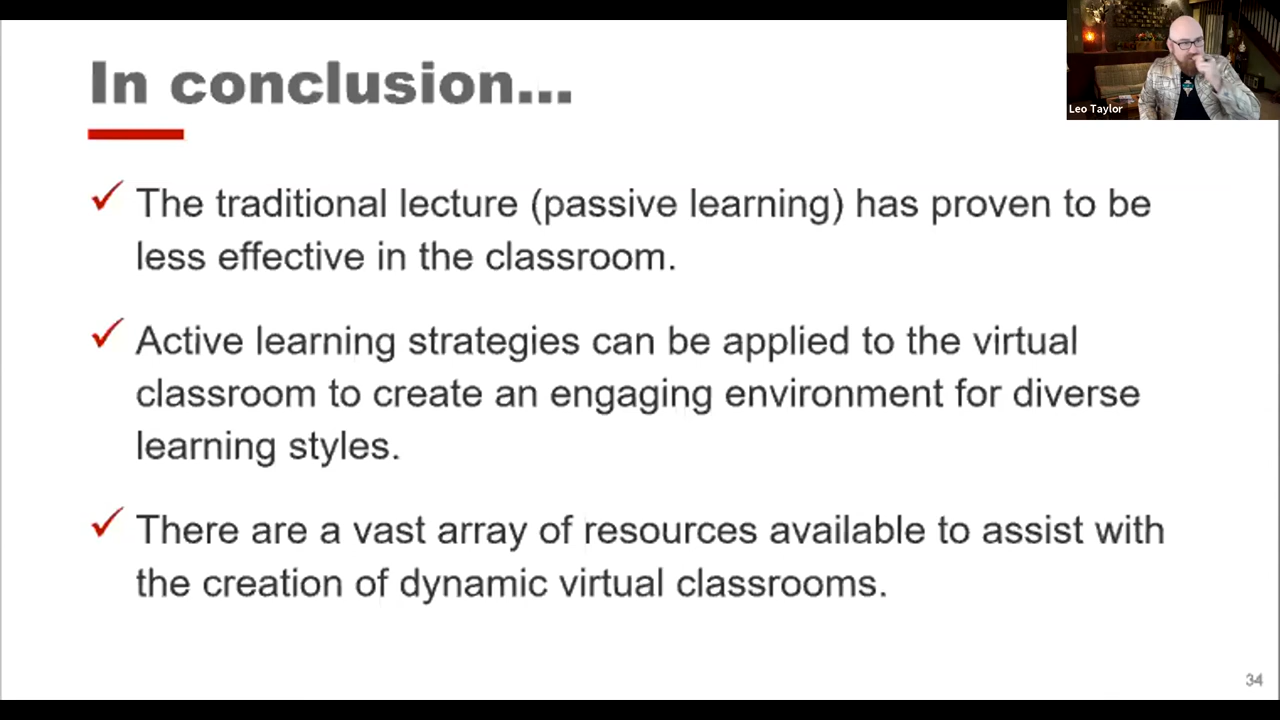 In conclusion...
Leo Taylor
The traditional lecture (passive learning) has proven to be
less effective in the classroom.
Active learning strategies can be applied to the virtual
classroom to create an engaging environment for diverse
learning styles.
There are a vast array of resources available to assist with
the creation of dynamic virtual classrooms.
34